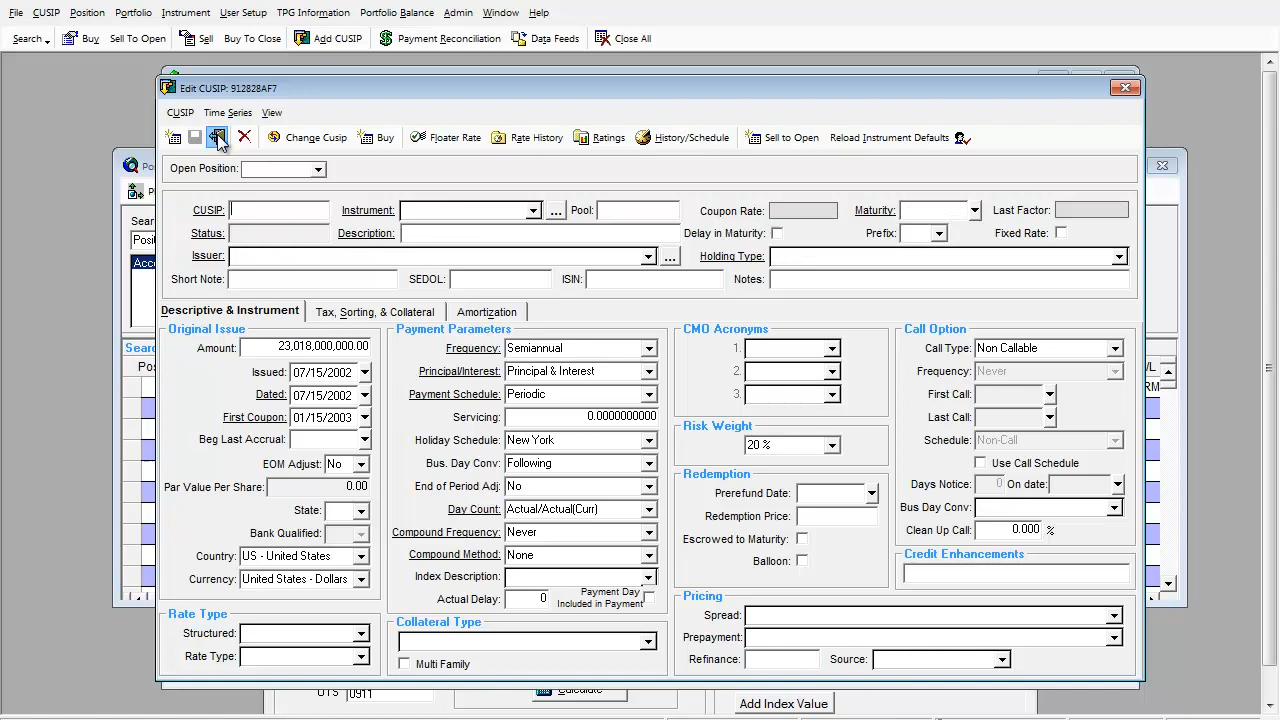 File CUSIP Position Portfolio Instrument User Setup TPG Information Portfolio Balance Admin Window Help
Search Buy Sell To Open Sell Buy To Close Add CUSIP Payment Reconciliation Data Feeds Close All
Edit CUSIP: 912828AF7
CUSIP Time Series View
Change Cusip Buy Floater Rate Rate History Ratings History/Schedule Sell to Open Reload Instrument Defaults
Open Position:
CUSIP: Instrument: ... Pool: Coupon Rate: Maturity: Last Factor:
Status: Description: Delay in Maturity: Prefix: Fixed Rate:
Issuer: ... Holding Type:
Short Note: SEDOL: ISIN: Notes:
Descriptive & Instrument Tax, Sorting, & Collateral Amortization
Original Issue
Amount: 23,018,000,000.00
Issued: 07/15/2002
Dated: 07/15/2002
First Coupon: 01/15/2003
Beg Last Accrual:
EOM Adjust: No
Par Value Per Share: 0.00
State:
Bank Qualified:
Country: US - United States
Currency: United States - Dollars
Rate Type
Structured:
Rate Type:
Payment Parameters
Frequency: Semiannual
Principal/Interest: Principal & Interest
Payment Schedule: Periodic
Servicing: 0.0000000000
Holiday Schedule: New York
Bus. Day Conv: Following
End of Period Adj: No
Day Count: Actual/Actual(Curr)
Compound Frequency: Never
Compound Method: None
Index Description:
Actual Delay: 0 Payment Day
Included in Payment
Collateral Type
Multi Family
CMO Acronyms
1.
2.
3.
Risk Weight
20 %
Redemption
Prerefund Date:
Redemption Price:
Escrowed to Maturity:
Balloon:
Call Option
Call Type: Non Callable
Frequency: Never
First Call:
Last Call:
Schedule: Non-Call
Use Call Schedule
Days Notice: 0 On date:
Bus Day Conv:
Clean Up Call: 0.000 %
Credit Enhancements
Pricing
Spread:
Prepayment:
Refinance: Source:
Po
P
Sear
Posi
Acco
Search
Pos
/L
RM
UTS 0911 Calculate Add Index Value